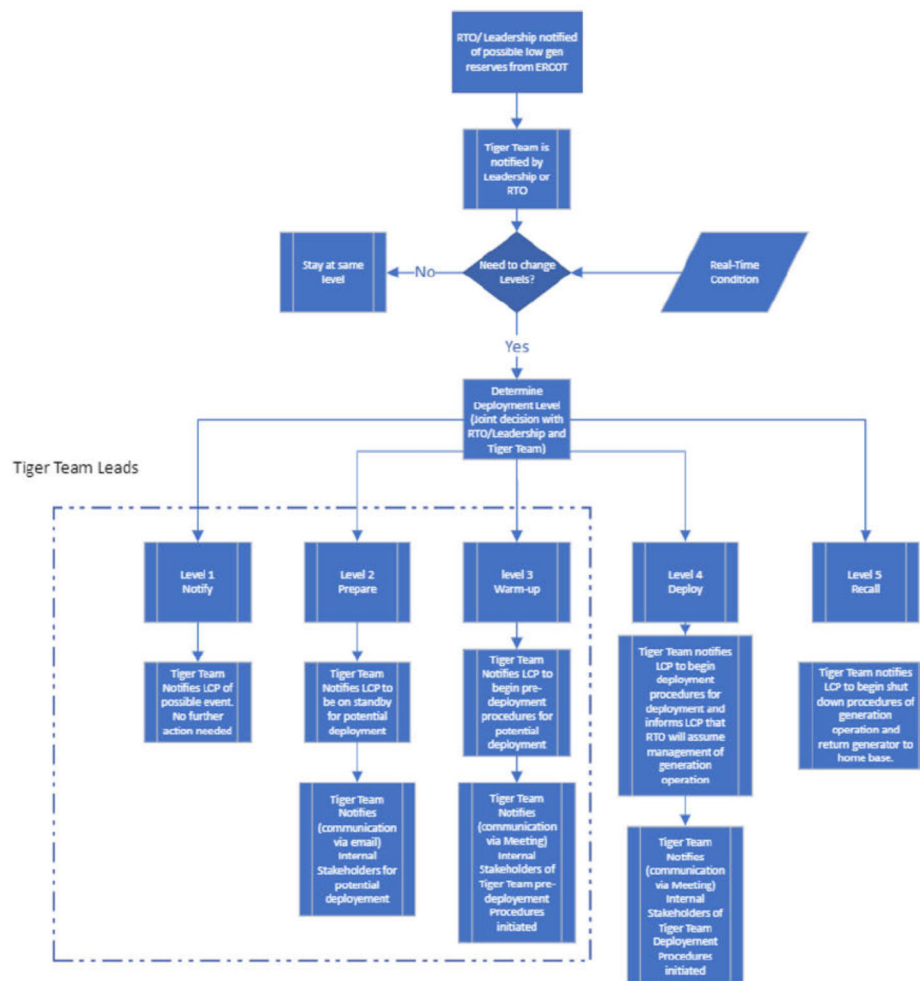 RTO/ Leadership notified
of possible low gen
reserves from ERCOT
Tiger Team is
notified by
Leadership or
RTO
Stay at same
level
No
Need to change
Levels?
Real-Time
Condition
Yes
Determine
Deployment Level
(Joint decision with
RTO/Leadership and
Tiger Team)
Tiger Team Leads
Level 1
Notify
Level 2
Prepare
level 3
Warm-up
Level 4
Deploy
Level 5
Recall
Tiger Team
Notifies LCP of
possible event.
No further
action needed
Tiger Team
Notifies LCP to
be on standby
for potential
deployment
Tiger Team
Notifies LCP to
begin pre-
deployment
procedures for
potential
deployment
Tiger Team notifies
LCP to begin
deployment
procedures for
deployment and
informs LCP that
RTO will assume
management of
generation
operation
Tiger Team notifies
LCP to begin shut
down procedures of
generation
operation and
return generator to
home base.
Tiger Team
Notifies
(communication
via email)
Internal
Stakeholders for
potential
deployement
Tiger Team
Notifies
(communication
via Meeting)
Internal
Stakeholders of
Tiger Team pre-
deployement
Procedures
initiated
Tiger Team
Notifies
(communication
via Meeting)
Internal
Stakeholders of
Tiger Team
Deployement
Procedures
initiated